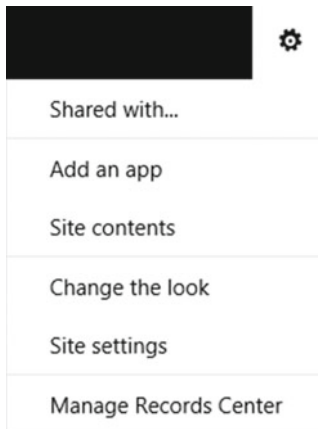 Shared with...
Add an app
Site contents
Change the look
Site settings
Manage Records Center